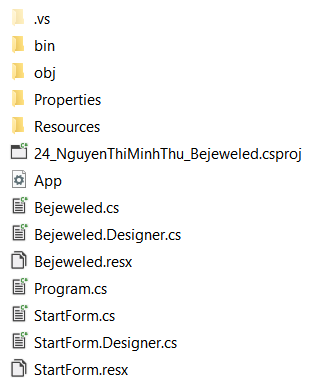 .vs
bin
obj
Properties
Resources
24_NguyenThiMinhThu_Bejeweled.csproj
App
Bejeweled.cs
Bejeweled.Designer.cs
Bejeweled.resx
Program.cs
StartForm.cs
StartForm.Designer.cs
StartForm.resx